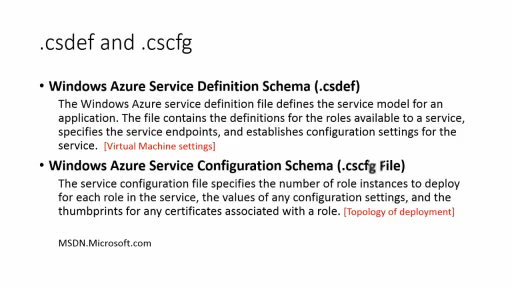 .csdef and .cscfg
• Windows Azure Service Definition Schema (.csdef)
The Windows Azure service definition file defines the service model for an
application. The file contains the definitions for the roles available to a service,
specifies the service endpoints, and establishes configuration settings for the
service. [Virtual Machine settings]
• Windows Azure Service Configuration Schema (.cscfg File)
The service configuration file specifies the number of role instances to deploy
for each role in the service, the values of any configuration settings, and the
thumbprints for any certificates associated with a role. [Topology of deployment]
MSDN.Microsoft.com